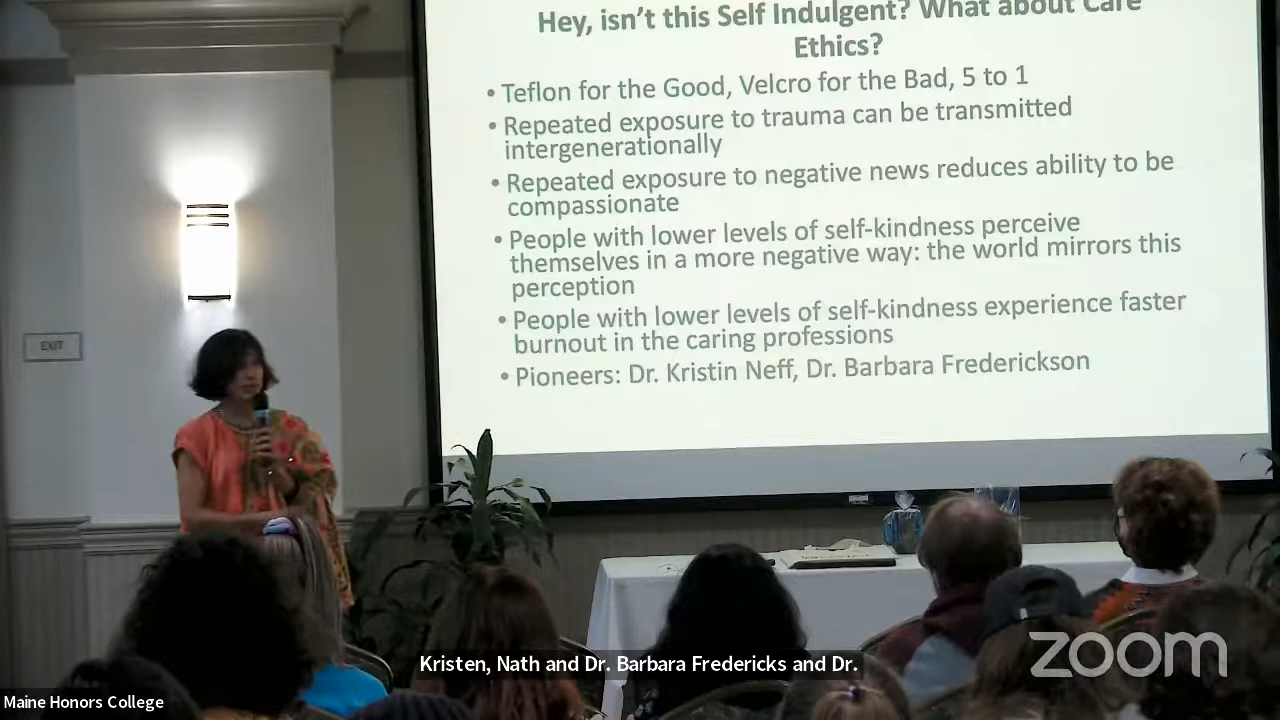 Hey, isn't this Self Indulgent? What about Care
Ethics?
• Teflon for the Good, Velcro for the Bad, 5 to 1
• Repeated exposure to trauma can be transmitted
intergenerationally
• Repeated exposure to negative news reduces ability to be
compassionate
• People with lower levels of self-kindness perceive
themselves in a more negative way: the world mirrors this
perception
• People with lower levels of self-kindness experience faster
burnout in the caring professions
• Pioneers: Dr. Kristin Neff, Dr. Barbara Frederickson
EXIT
Kristen, Nath and Dr. Barbara Fredericks and Dr.
zoom
Maine Honors College